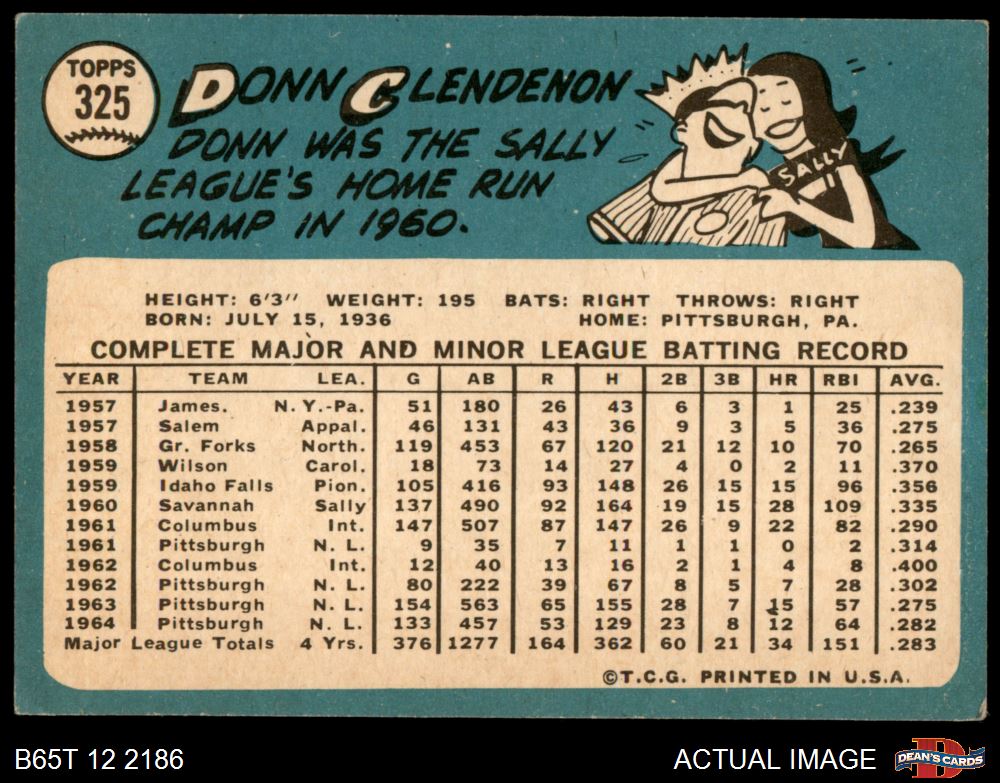 TOPPS
325
DONN CLENDENON
DONN WAS THE SALLY
LEAGUE'S HOME RUN
CHAMP IN 1960.
SALLY
HEIGHT: 6'3" WEIGHT: 195 BATS: RIGHT THROWS: RIGHT
BORN: JULY 15, 1936 HOME: PITTSBURGH, PA.
COMPLETE MAJOR AND MINOR LEAGUE BATTING RECORD
YEAR TEAM LEA. G AB R H 2B 3B HR RBI AVG.
1957 James. N.Y.-Pa. 51 180 26 43 6 3 1 25 .239
1957 Salem Appal. 46 131 43 36 9 3 5 36 .275
1958 Gr. Forks North. 119 453 67 120 21 12 10 70 .265
1959 Wilson Carol. 18 73 14 27 4 0 2 11 .370
1959 Idaho Falls Pion. 105 416 93 148 26 15 15 96 .356
1960 Savannah Sally 137 490 92 164 19 15 28 109 .335
1961 Columbus Int. 147 507 87 147 26 9 22 82 .290
1961 Pittsburgh N. L. 9 35 7 11 1 1 0 2 .314
1962 Columbus Int. 12 40 13 16 2 1 4 8 .400
1962 Pittsburgh N. L. 80 222 39 67 8 5 7 28 .302
1963 Pittsburgh N. L. 154 563 65 155 28 7 15 57 .275
1964 Pittsburgh N. L. 133 457 53 129 23 8 12 64 .282
Major League Totals 4 Yrs. 376 1277 164 362 60 21 34 151 .283
©T.C.G. PRINTED IN U.S.A.
B65T 12 2186 ACTUAL IMAGE
DEAN'S CARDS